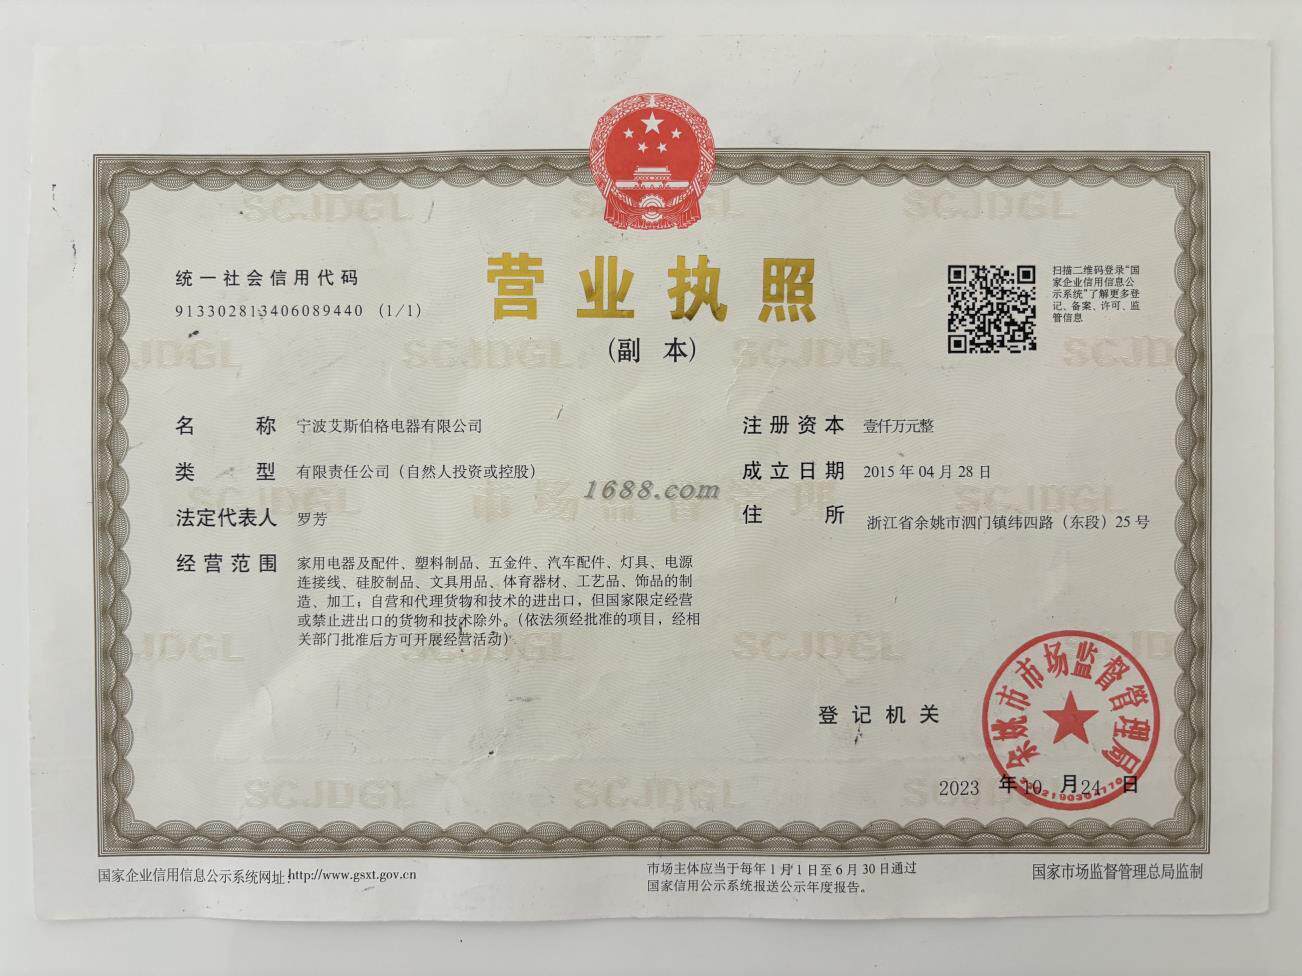 统一社会信用代码
913302813406089440 (1/1)
营业执照
(副 本)
扫描二维码登录“国
家企业信用信息公
示系统”了解更多登
记、备案、许可、监
管信息
名 称 宁波艾斯伯格电器有限公司
类 型 有限责任公司（自然人投资或控股）
法定代表人 罗芳
经营范围 家用电器及配件、塑料制品、五金件、汽车配件、灯具、电源
连接线、硅胶制品、文具用品、体育器材、工艺品、饰品的制
造、加工；自营和代理货物和技术的进出口，但国家限定经营
或禁止进出口的货物和技术除外。（依法须经批准的项目，经相
关部门批准后方可开展经营活动）
注册资本 壹仟万元整
成立日期 2015 年 04 月 28 日
住 所 浙江省余姚市泗门镇纬四路（东段）25 号
1688.com
登记机关
余姚市市场监督管理局
2023 年 10 月 24 日
国家企业信用信息公示系统网址：http://www.gsxt.gov.cn
市场主体应当于每年 1 月 1 日至 6 月 30 日通过
国家信用公示系统报送公示年度报告。
国家市场监督管理总局监制